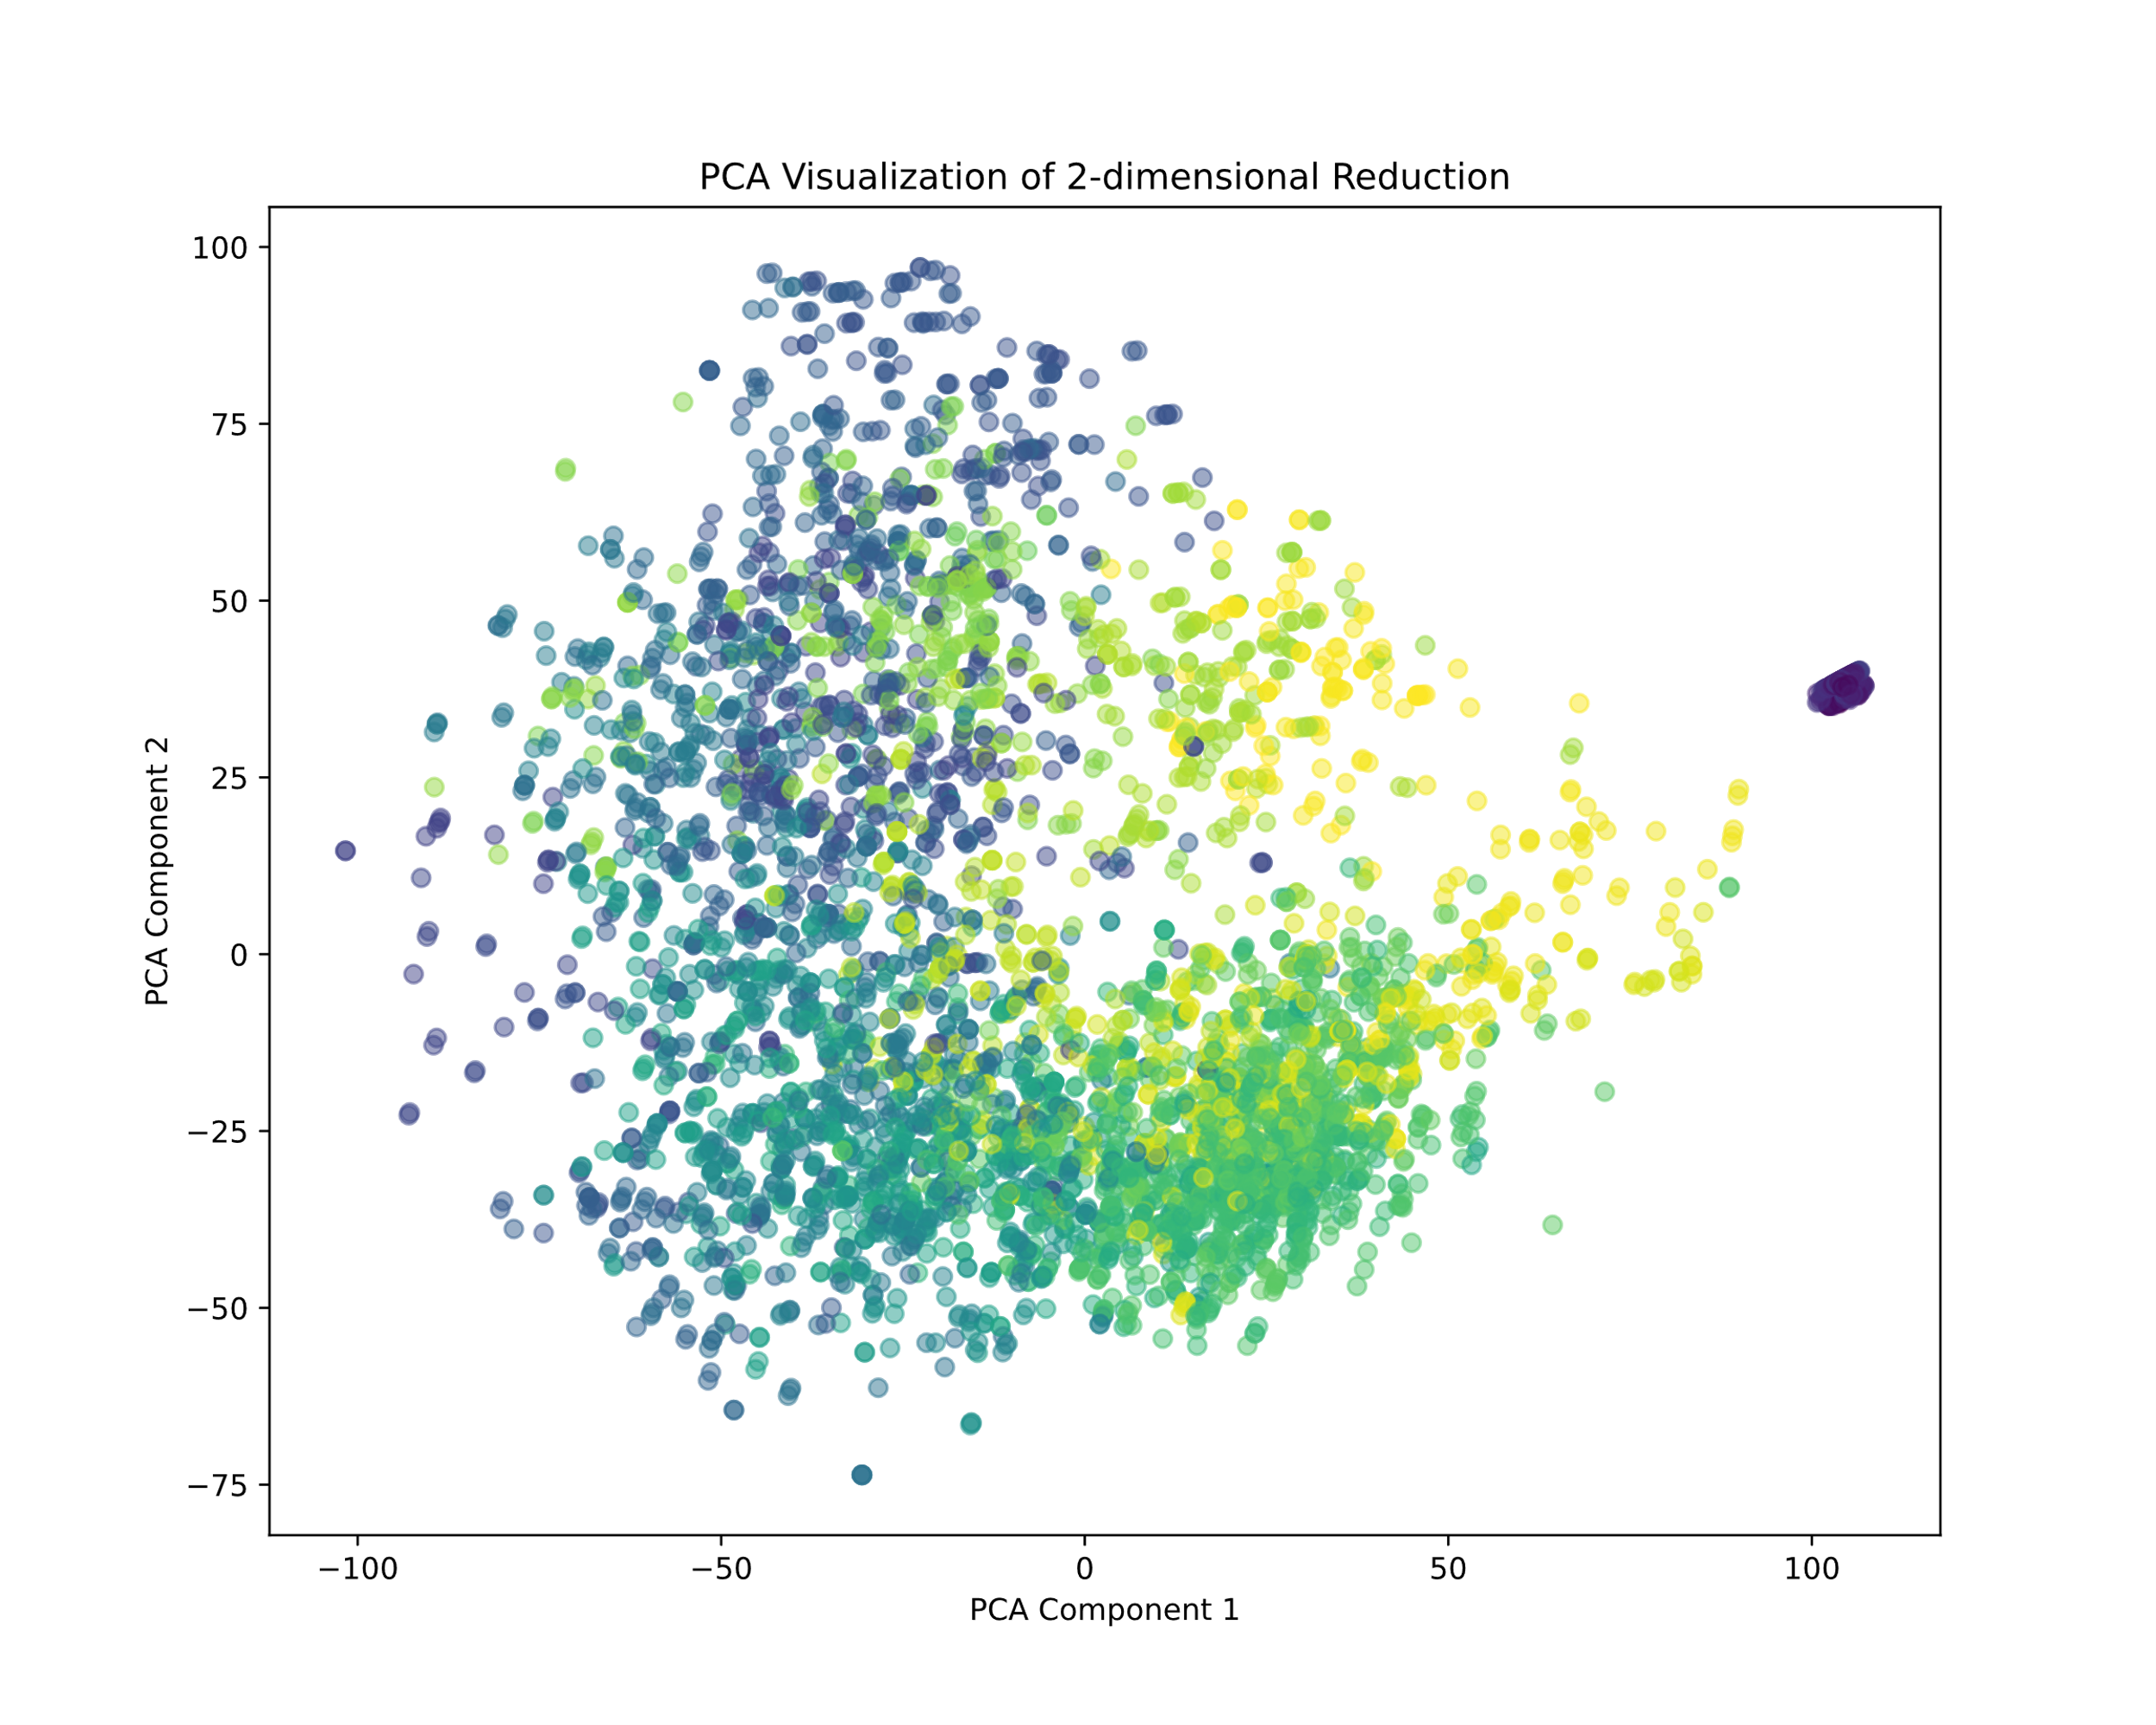 PCA Visualization of 2-dimensional Reduction
100
75
50
25
0
−25
−50
−75
PCA Component 2
−100 −50 0 50 100
PCA Component 1